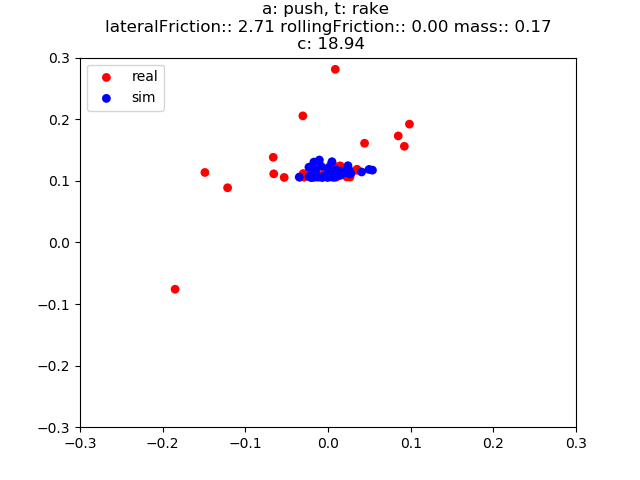 a: push, t: rake
lateralFriction:: 2.71 rollingFriction:: 0.00 mass:: 0.17
c: 18.94
real
sim
0.3
0.2
0.1
0.0
−0.1
−0.2
−0.3
−0.3
−0.2
−0.1
0.0
0.1
0.2
0.3